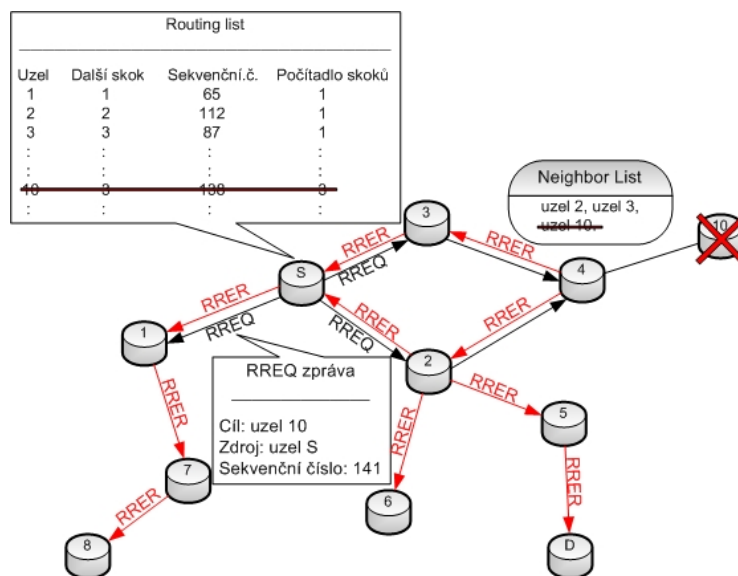 Routing list
Uzel Další skok Sekvenční.č. Počítadlo skoků
1 1 65 1
2 2 112 1
3 3 87 1
: : : :
: : : :
10 3 138 3
: : : :
Neighbor List
uzel 2, uzel 3,
uzel 10.
3
10
RRER
RRER
S
RREQ
4
RRER
RREQ
RREQ
RRER
RRER
1
2
RREQ zpráva
Cíl: uzel 10
Zdroj: uzel S
Sekvenční číslo: 141
RRER
RRER
RRER
5
7
RRER
6
RRER
8
D